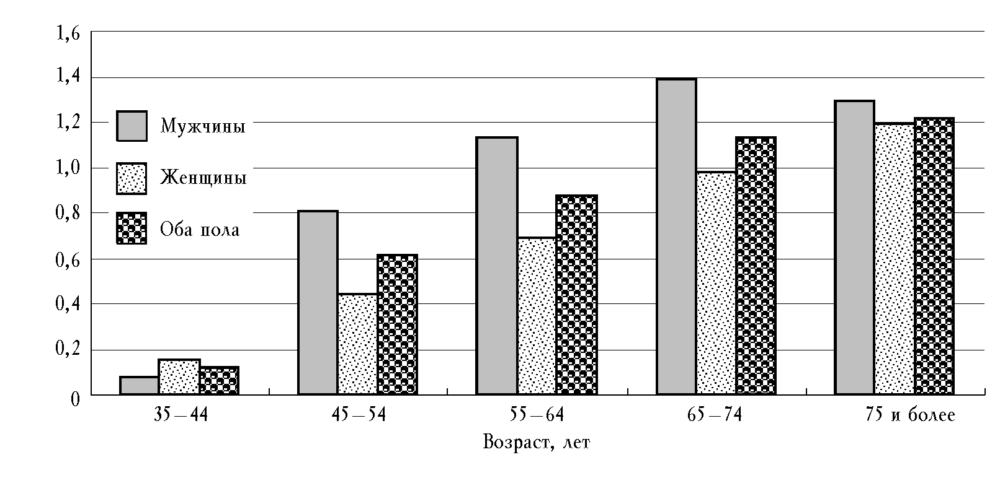 1,6
1,4
1,2
1,0
0,8
0,6
0,4
0,2
0
Мужчины
Женщины
Оба пола
35–44 45–54 55–64 65–74 75 и более
Возраст, лет